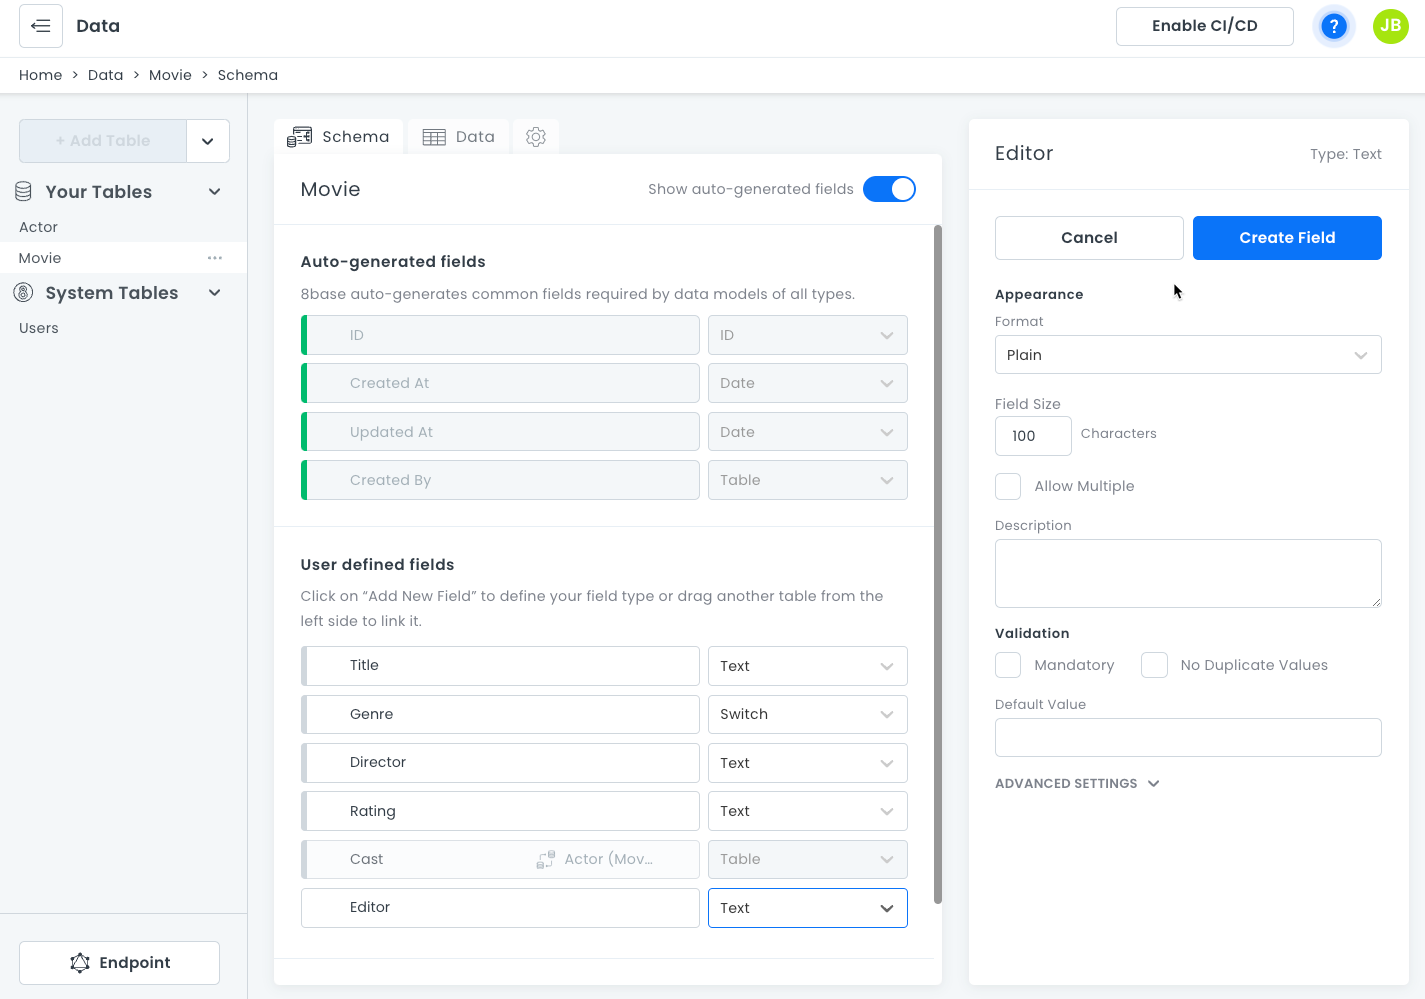 Data
Enable CI/CD
?
JB
Home > Data > Movie > Schema
+ Add Table
Your Tables
Actor
Movie
System Tables
Users
Endpoint
Schema
Data
Movie
Show auto-generated fields
Auto-generated fields
8base auto-generates common fields required by data models of all types.
ID ID
Created At Date
Updated At Date
Created By Table
User defined fields
Click on “Add New Field” to define your field type or drag another table from the
left side to link it.
Title Text
Genre Switch
Director Text
Rating Text
Cast Actor (Mov... Table
Editor Text
Editor
Type: Text
Cancel
Create Field
Appearance
Format
Plain
Field Size
100 Characters
Allow Multiple
Description
Validation
Mandatory No Duplicate Values
Default Value
ADVANCED SETTINGS